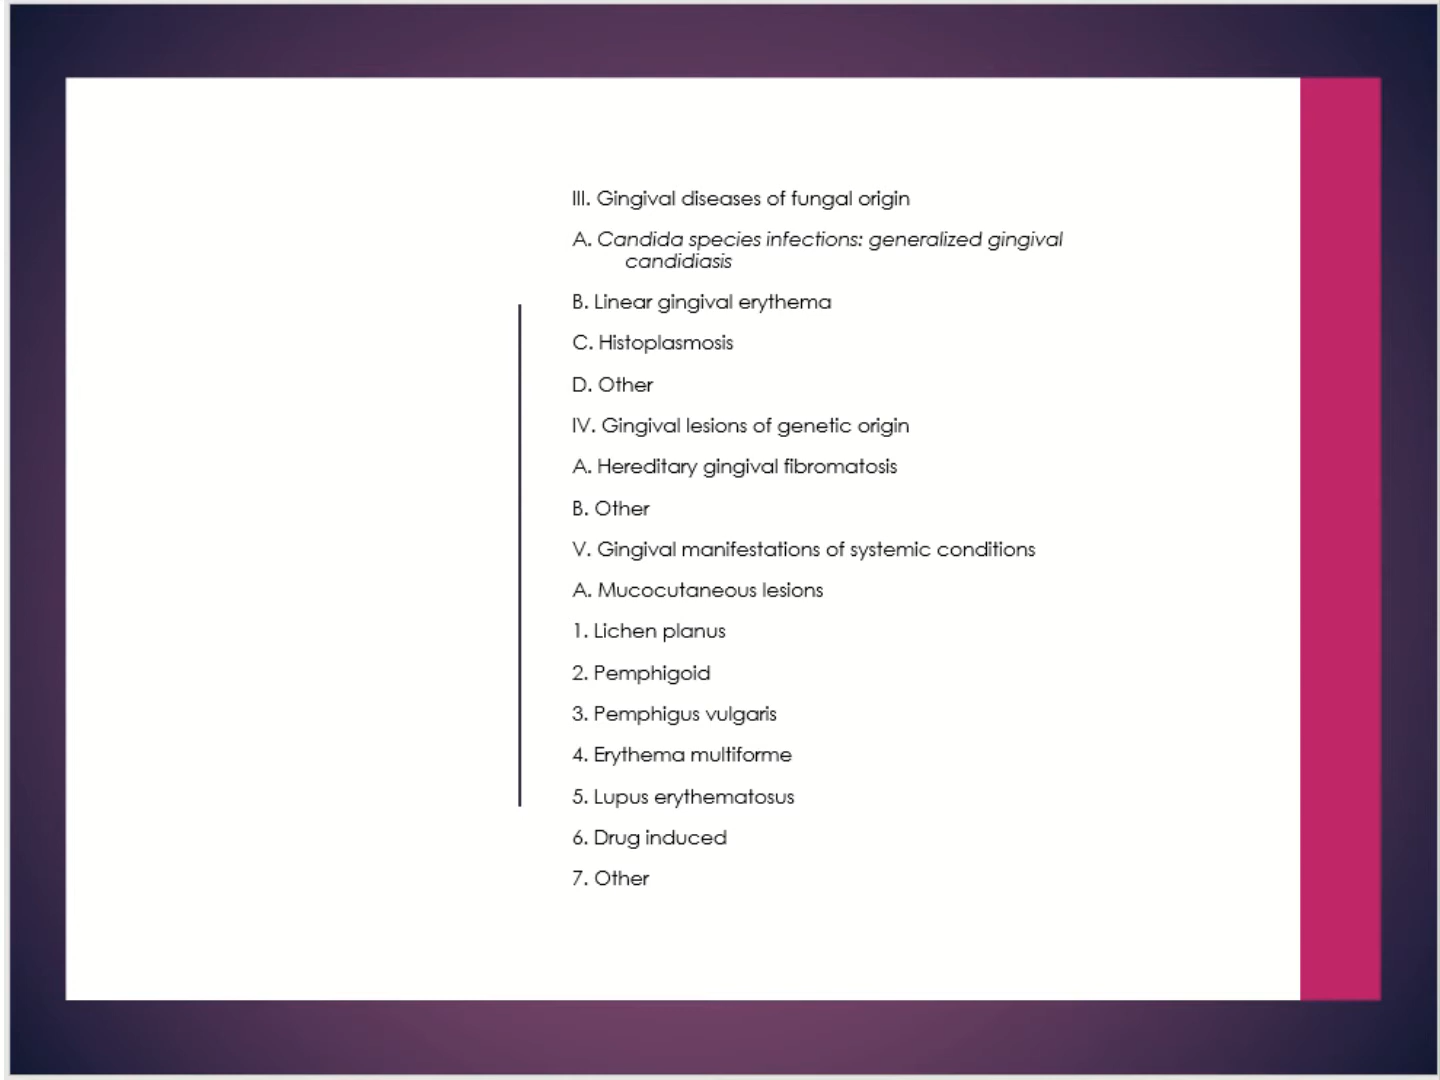 III. Gingival diseases of fungal origin
A. Candida species infections: generalized gingival
candidiasis
B. Linear gingival erythema
C. Histoplasmosis
D. Other
IV. Gingival lesions of genetic origin
A. Hereditary gingival fibromatosis
B. Other
V. Gingival manifestations of systemic conditions
A. Mucocutaneous lesions
1. Lichen planus
2. Pemphigoid
3. Pemphigus vulgaris
4. Erythema multiforme
5. Lupus erythematosus
6. Drug induced
7. Other